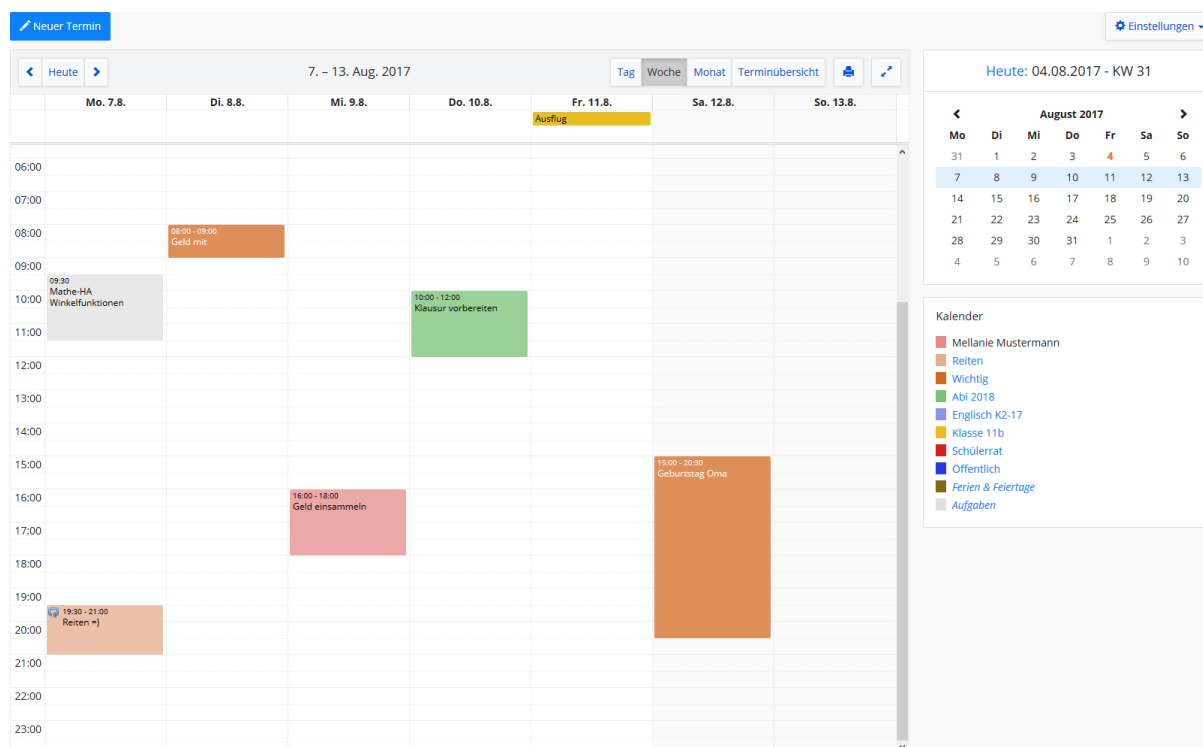 Neuer Termin
Einstellungen
Heute
7. – 13. Aug. 2017
Tag Woche Monat Terminübersicht
Mo. 7.8. Di. 8.8. Mi. 9.8. Do. 10.8. Fr. 11.8. Sa. 12.8. So. 13.8.
Ausflug
06:00
07:00
08:00
09:00
10:00
11:00
12:00
13:00
14:00
15:00
16:00
17:00
18:00
19:00
20:00
21:00
22:00
23:00
09:30
Mathe-HA
Winkelfunktionen
19:30 - 21:00
Reiten =)
08:00 - 09:00
Geld mit
16:00 - 18:00
Geld einsammeln
10:00 - 12:00
Klausur vorbereiten
15:00 - 20:30
Geburtstag Oma
Heute: 04.08.2017 - KW 31
August 2017
Mo Di Mi Do Fr Sa So
31 1 2 3 4 5 6
7 8 9 10 11 12 13
14 15 16 17 18 19 20
21 22 23 24 25 26 27
28 29 30 31 1 2 3
4 5 6 7 8 9 10
Kalender
Mellanie Mustermann
Reiten
Wichtig
Abi 2018
Englisch K2-17
Klasse 11b
Schülerrat
Öffentlich
Ferien & Feiertage
Aufgaben